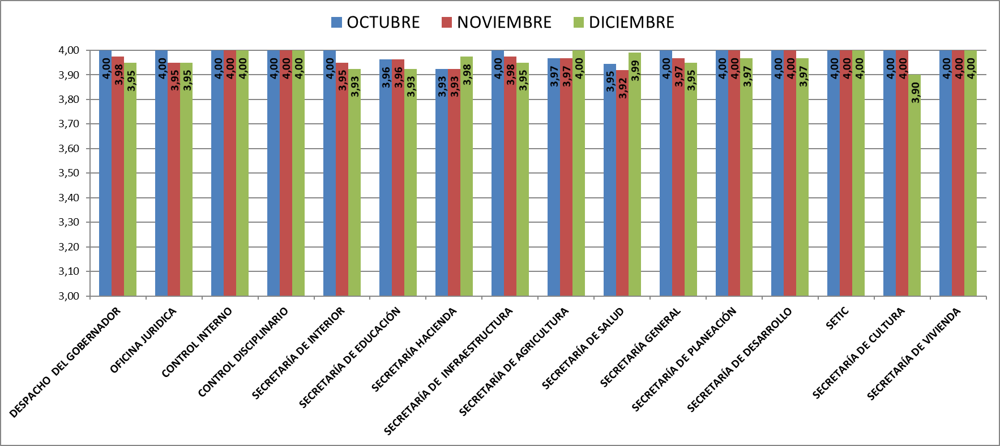 OCTUBRE NOVIEMBRE DICIEMBRE
4,00
3,90
3,80
3,70
3,60
3,50
3,40
3,30
3,20
3,10
3,00
4,00 3,98 3,95
4,00 3,95 3,95
4,00 4,00 4,00
4,00 4,00 4,00
4,00 3,95 3,93
3,96 3,96 3,93
3,93 3,93 3,98
4,00 3,98 3,95
3,97 3,97 4,00
3,95 3,92 3,99
4,00 3,97 3,95
4,00 4,00 3,97
4,00 4,00 3,97
4,00 4,00 4,00
4,00 4,00 3,90
4,00 4,00 4,00
DESPACHO DEL GOBERNADOR
OFICINA JURIDICA
CONTROL INTERNO
CONTROL DISCIPLINARIO
SECRETARÍA DE INTERIOR
SECRETARÍA DE EDUCACIÓN
SECRETARÍA HACIENDA
SECRETARÍA DE INFRAESTRUCTURA
SECRETARÍA DE AGRICULTURA
SECRETARÍA DE SALUD
SECRETARÍA GENERAL
SECRETARÍA DE PLANEACIÓN
SECRETARÍA DE DESARROLLO
SETIC
SECRETARÍA DE CULTURA
SECRETARÍA DE VIVIENDA